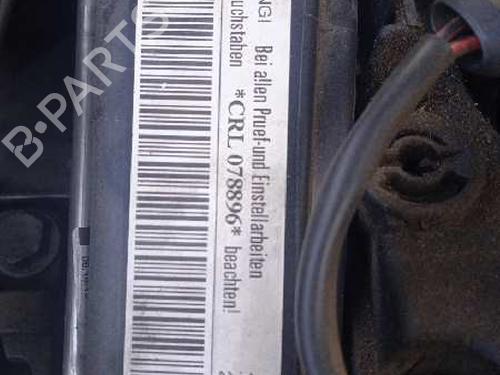 NG!
Bei allen Pruef-und Einstellarbeiten
uchstaben *CRL 078896* beachten!
B-PARTS